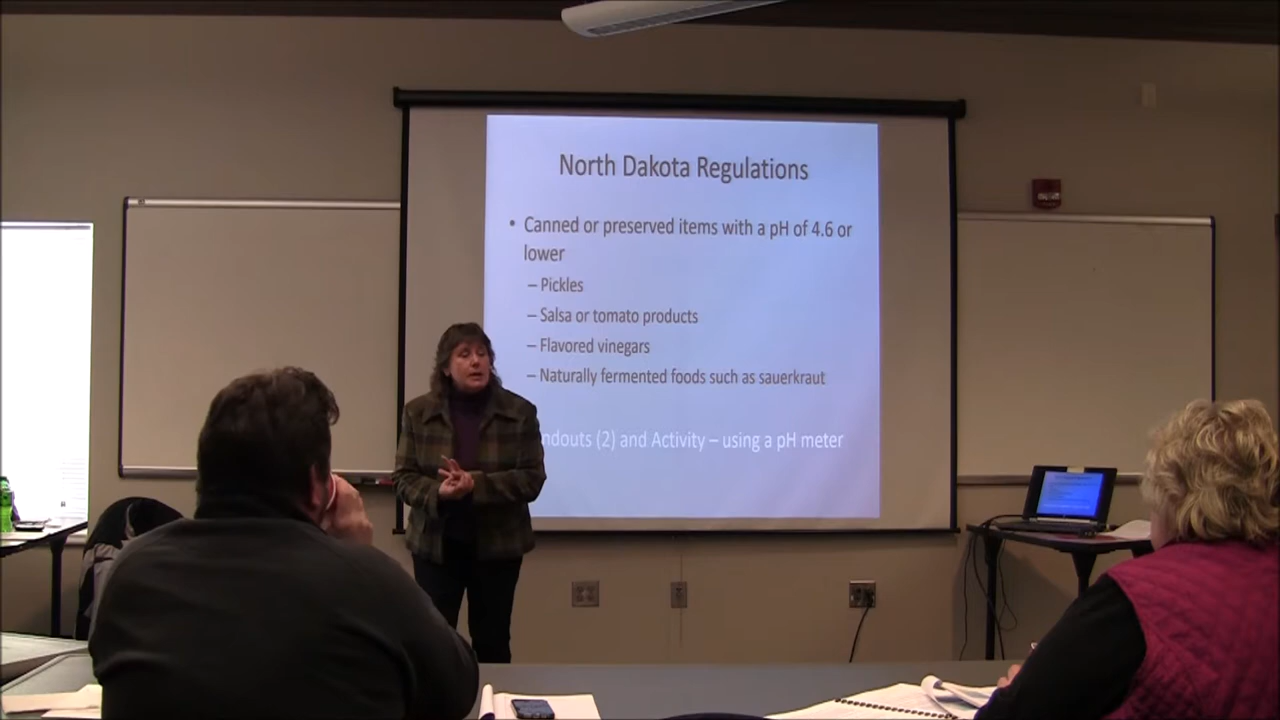 North Dakota Regulations
• Canned or preserved items with a pH of 4.6 or
lower
– Pickles
– Salsa or tomato products
– Flavored vinegars
– Naturally fermented foods such as sauerkraut
ndouts (2) and Activity – using a pH meter